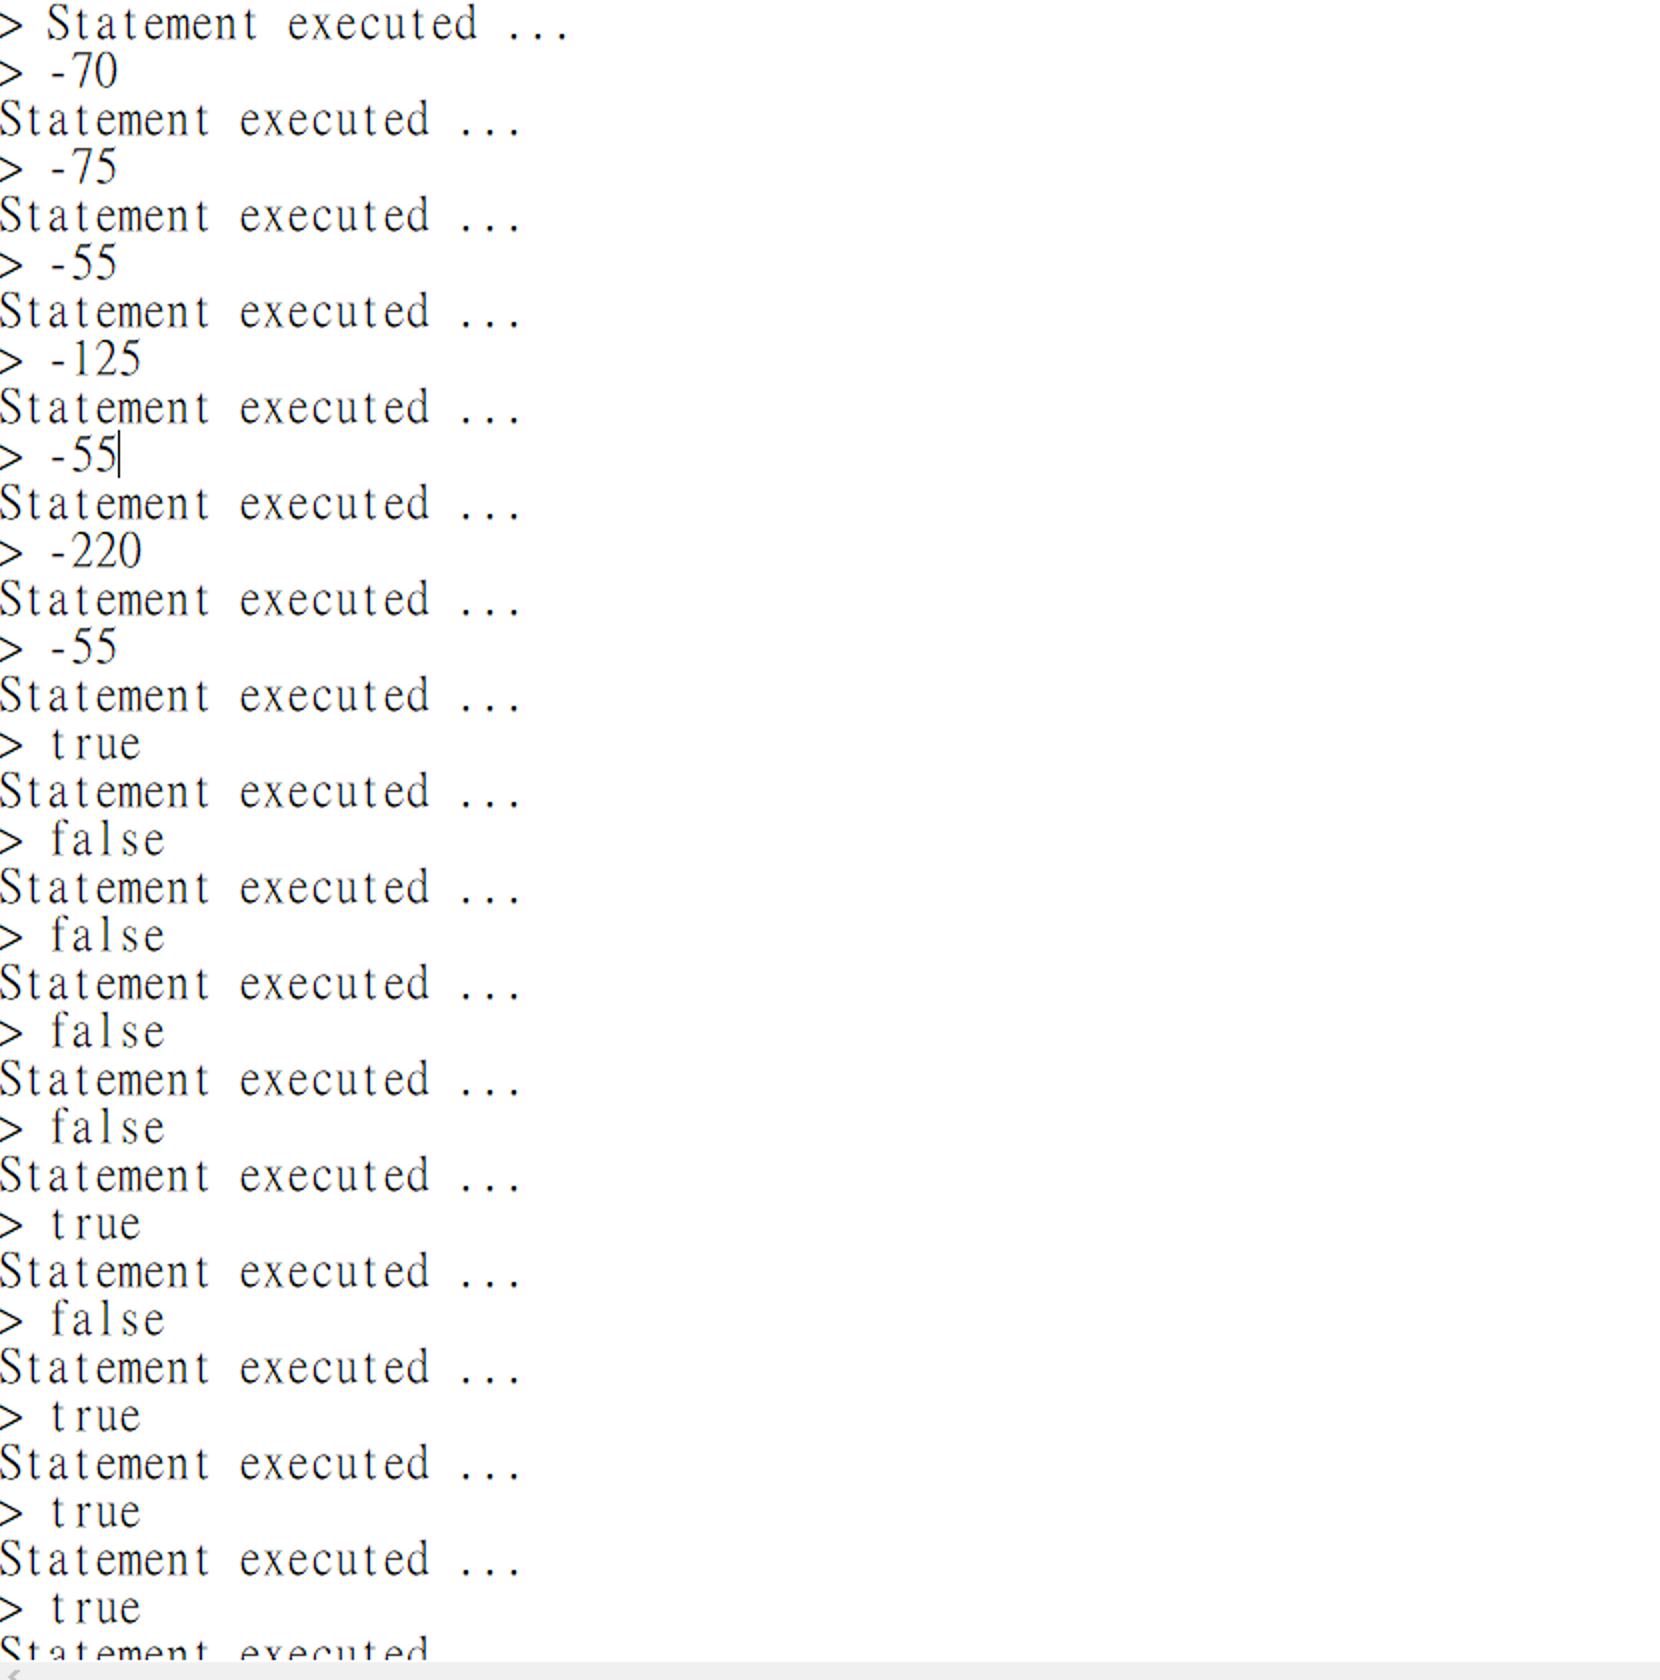 > Statement executed ...
> -70
Statement executed ...
> -75
Statement executed ...
> -55
Statement executed ...
> -125
Statement executed ...
> -55
Statement executed ...
> -220
Statement executed ...
> -55
Statement executed ...
> true
Statement executed ...
> false
Statement executed ...
> false
Statement executed ...
> false
Statement executed ...
> false
Statement executed ...
> true
Statement executed ...
> false
Statement executed ...
> true
Statement executed ...
> true
Statement executed ...
> true
Statement executed